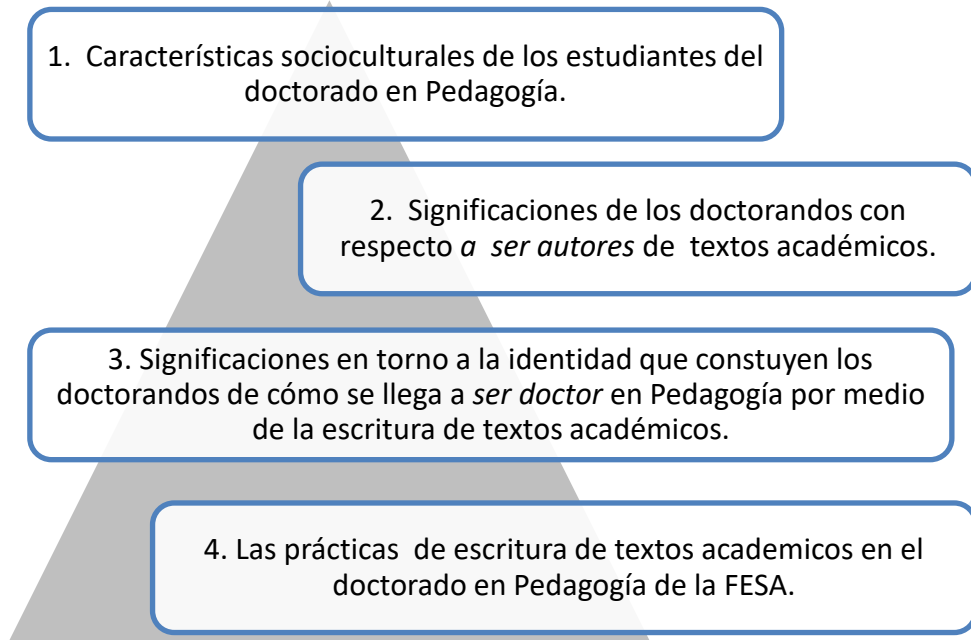 1. Características socioculturales de los estudiantes del
doctorado en Pedagogía.
2. Significaciones de los doctorandos con
respecto a ser autores de textos académicos.
3. Significaciones en torno a la identidad que constuyen los
doctorandos de cómo se llega a ser doctor en Pedagogía por medio
de la escritura de textos académicos.
4. Las prácticas de escritura de textos academicos en el
doctorado en Pedagogía de la FESA.